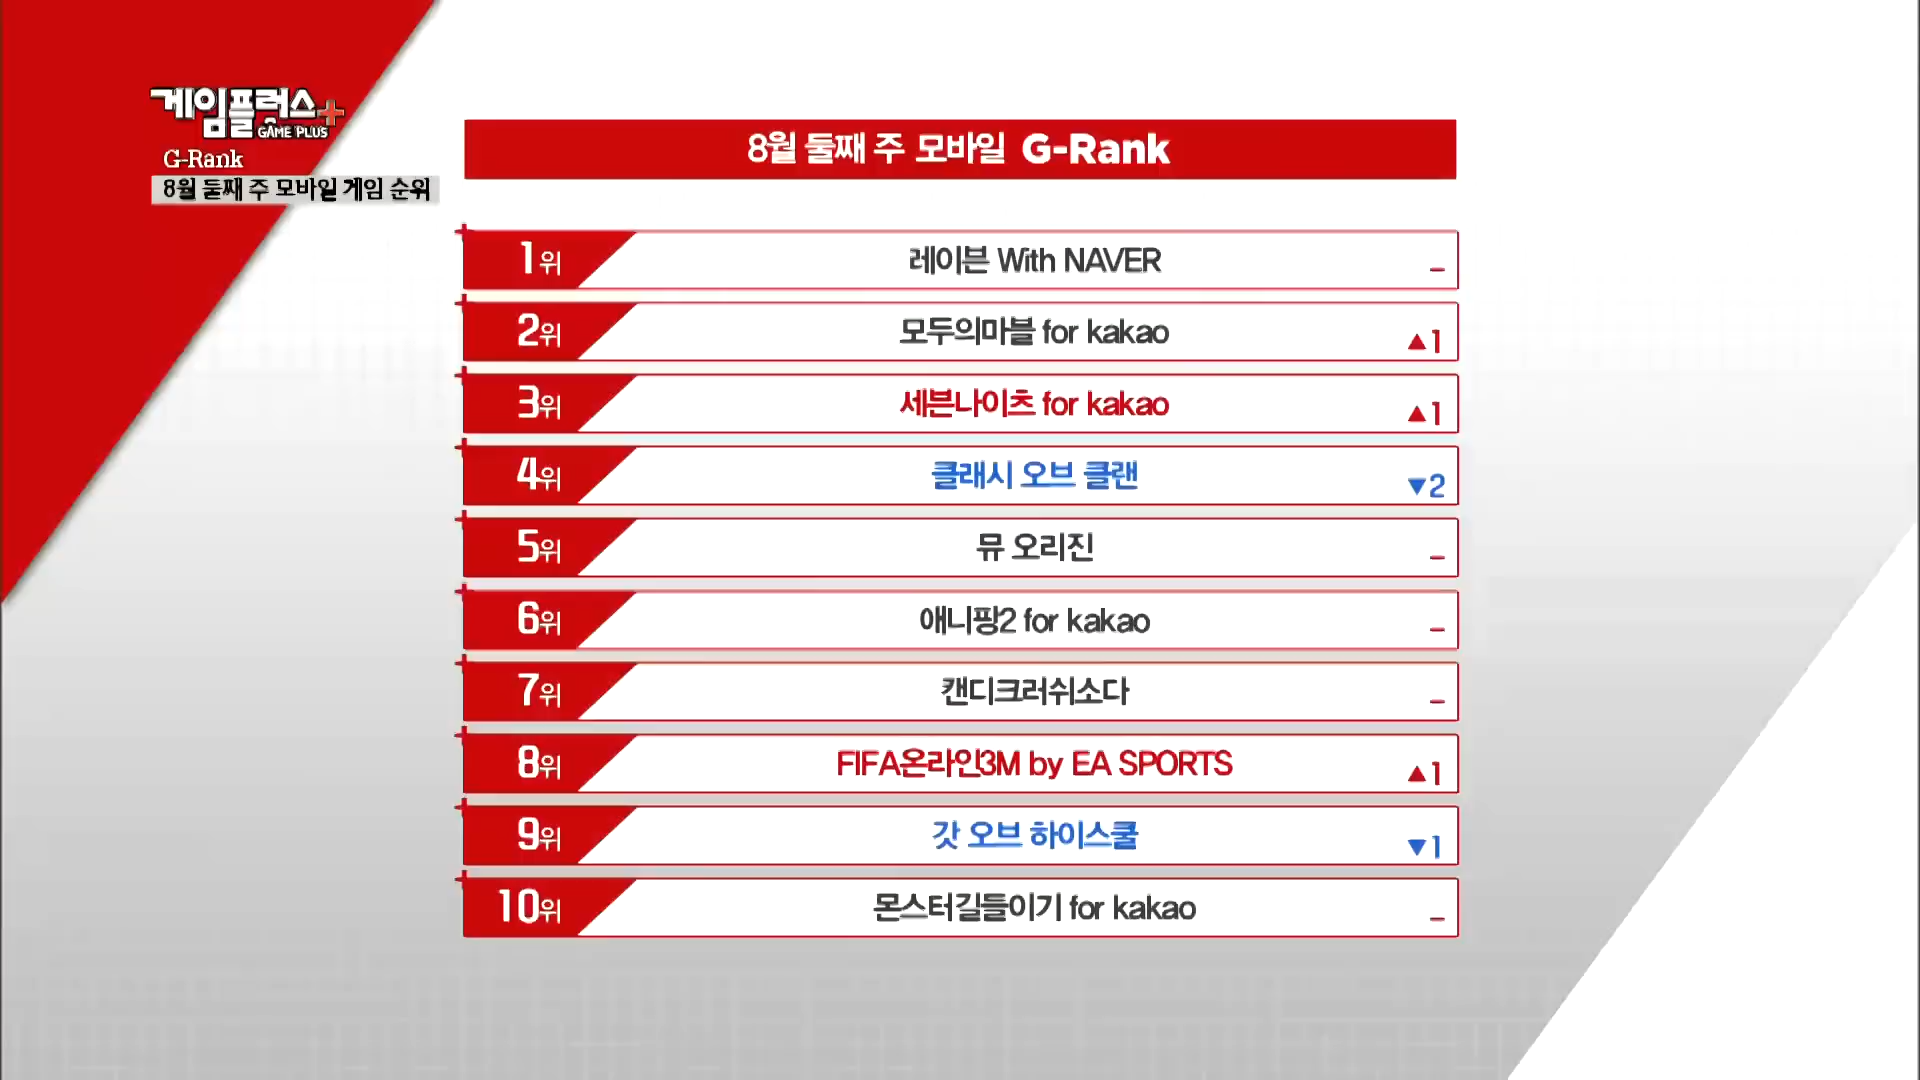 게임플러스+
GAME PLUS
G-Rank
8월 둘째 주 모바일 게임 순위
8월 둘째 주 모바일 G-Rank
1위 레이븐 With NAVER –
2위 모두의마블 for kakao ▲1
3위 세븐나이츠 for kakao ▲1
4위 클래시 오브 클랜 ▼2
5위 뮤 오리진 –
6위 애니팡2 for kakao –
7위 캔디크러쉬소다 –
8위 FIFA온라인3M by EA SPORTS ▲1
9위 갓 오브 하이스쿨 ▼1
10위 몬스터길들이기 for kakao –